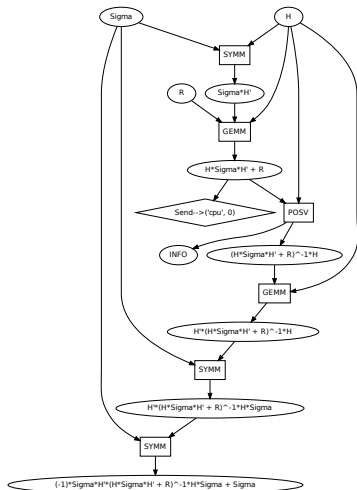 Sigma
H
SYMM
R
Sigma*H'
GEMM
H*Sigma*H' + R
Send-->('cpu', 0)
POSV
INFO
(H*Sigma*H' + R)^-1*H
GEMM
H'*(H*Sigma*H' + R)^-1*H
SYMM
H'*(H*Sigma*H' + R)^-1*H*Sigma
SYMM
(-1)*Sigma*H'*(H*Sigma*H' + R)^-1*H*Sigma + Sigma